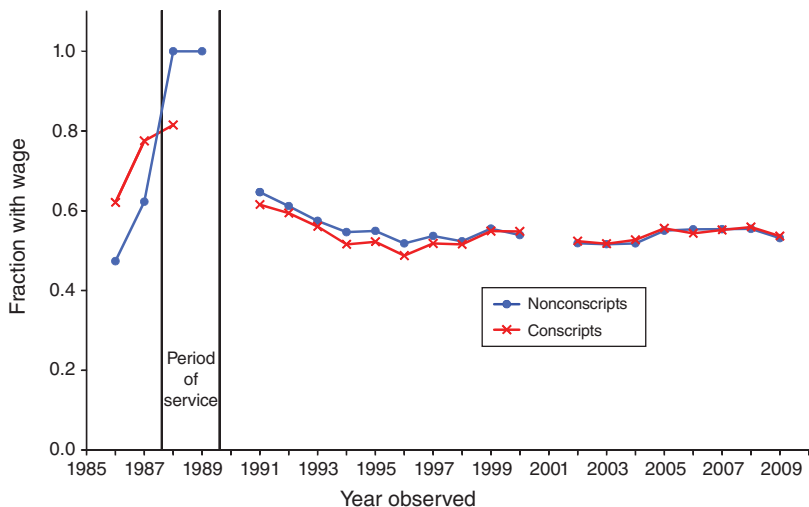 Fraction with wage
1.0
0.8
0.6
0.4
0.2
0.0
Period
of
service
Nonconscripts
Conscripts
1985 1987 1989 1991 1993 1995 1997 1999 2001 2003 2005 2007 2009
Year observed